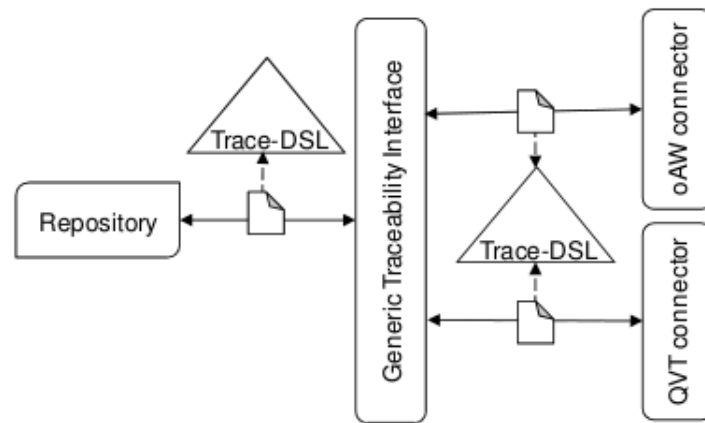 Trace-DSL
Repository
Generic Traceability Interface
oAW connector
Trace-DSL
QVT connector